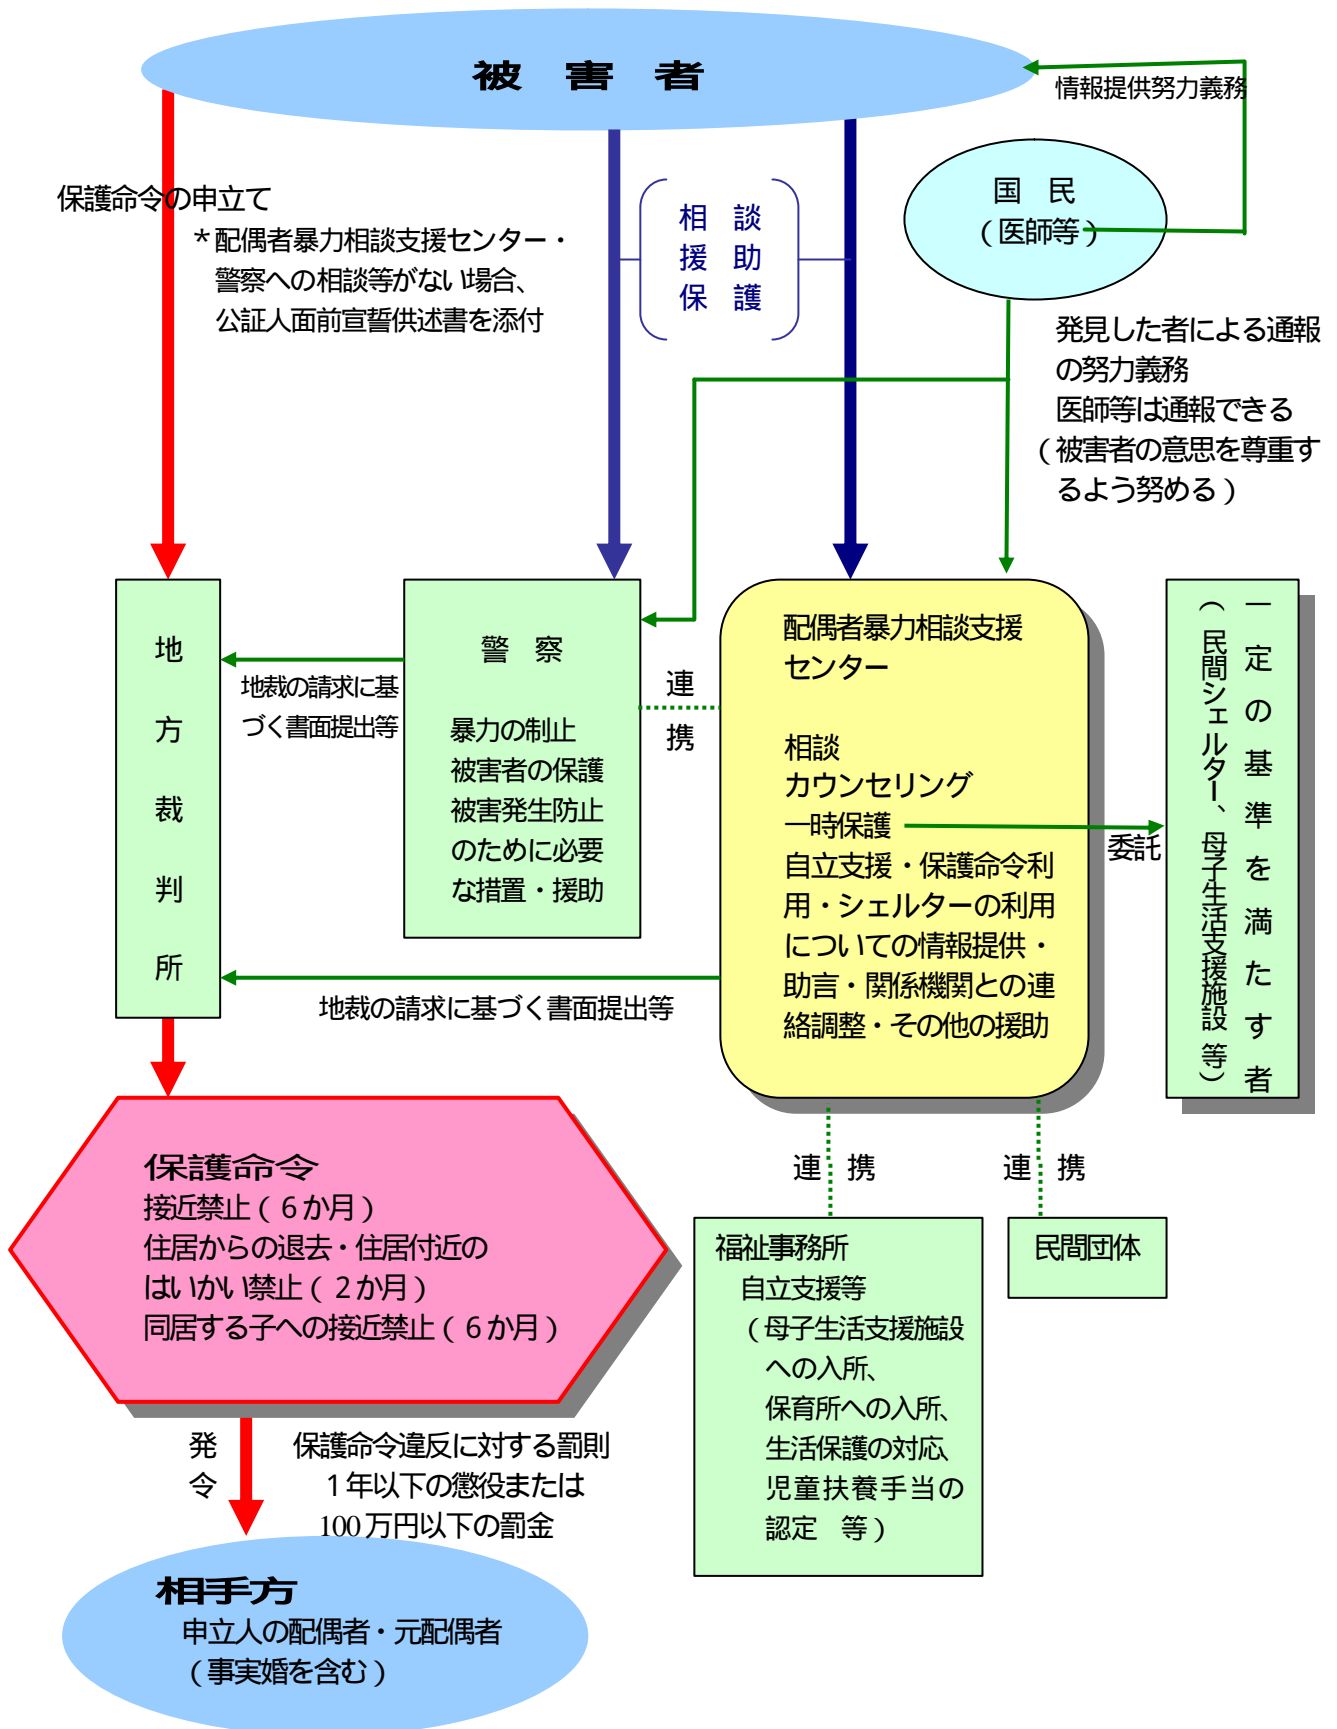 被 害 者
情報提供努力義務
国 民
(医師等)
保護命令の申立て
*配偶者暴力相談支援センター・
警察への相談等がない場合、
公証人面前宣誓供述書を添付
相 談
援 助
保 護
発見した者による通報
の努力義務
医師等は通報できる
(被害者の意思を尊重す
るよう努める)
地方裁判所
警 察
暴力の制止
被害者の保護
被害発生防止
のために必要
な措置・援助
地裁の請求に基
づく書面提出等
連
携
配偶者暴力相談支援
センター
相談
カウンセリング
一時保護
自立支援・保護命令利
用・シェルターの利用
についての情報提供・
助言・関係機関との連
絡調整・その他の援助
委託
一定の基準を満たす者
(民間シェルター、母子生活支援施設 等)
地裁の請求に基づく書面提出等
保護命令
接近禁止(6か月)
住居からの退去・住居付近の
はいかい禁止(2か月)
同居する子への接近禁止(6か月)
連 携
連 携
福祉事務所
自立支援等
(母子生活支援施設
への入所、
保育所への入所、
生活保護の対応、
児童扶養手当の
認定 等)
民間団体
発
令
保護命令違反に対する罰則
1年以下の懲役または
100万円以下の罰金
相手方
申立人の配偶者・元配偶者
(事実婚を含む)